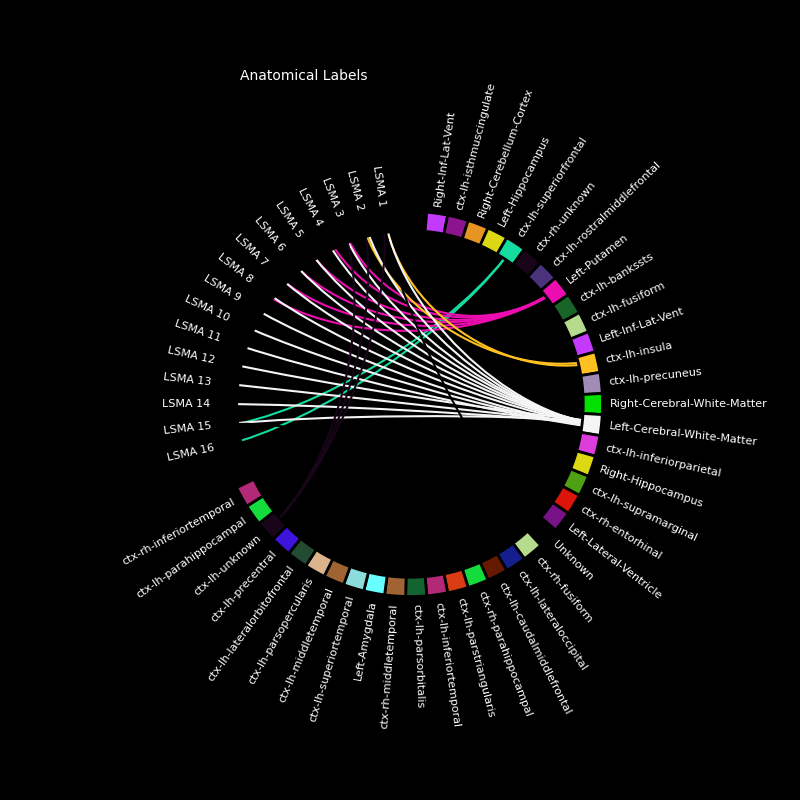 Anatomical Labels
Right-Inf-Lat-Vent
ctx-lh-isthmuscingulate
Right-Cerebellum-Cortex
Left-Hippocampus
ctx-lh-superiorfrontal
ctx-rh-unknown
ctx-lh-rostralmiddlefrontal
Left-Putamen
ctx-lh-bankssts
ctx-lh-fusiform
Left-Inf-Lat-Vent
ctx-lh-insula
ctx-lh-precuneus
Right-Cerebral-White-Matter
Left-Cerebral-White-Matter
ctx-lh-inferiorparietal
Right-Hippocampus
ctx-lh-supramarginal
ctx-rh-entorhinal
Left-Lateral-Ventricle
Unknown
ctx-rh-fusiform
ctx-lh-lateraloccipital
ctx-lh-caudalmiddlefrontal
ctx-rh-parahippocampal
ctx-lh-parstriangularis
ctx-lh-inferiortemporal
ctx-lh-parsorbitalis
ctx-rh-middletemporal
Left-Amygdala
ctx-lh-superiortemporal
ctx-lh-middletemporal
ctx-lh-parsopercularis
ctx-lh-lateralorbitofrontal
ctx-lh-precentral
ctx-lh-unknown
ctx-lh-parahippocampal
ctx-rh-inferiortemporal
LSMA 16
LSMA 15
LSMA 14
LSMA 13
LSMA 12
LSMA 11
LSMA 10
LSMA 9
LSMA 8
LSMA 7
LSMA 6
LSMA 5
LSMA 4
LSMA 3
LSMA 2
LSMA 1